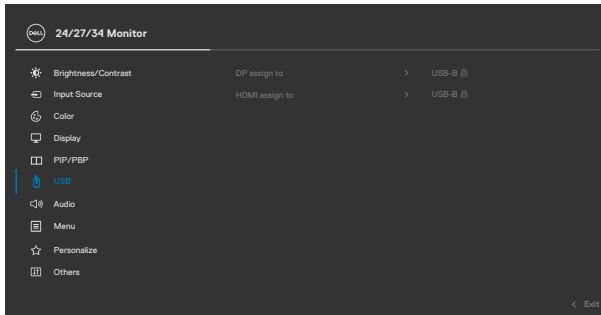 DELL 24/27/34 Monitor
Brightness/Contrast DP assign to > USB-B
Input Source HDMI assign to > USB-B
Color
Display
PIP/PBP
USB
Audio
Menu
Personalize
Others
< Exit